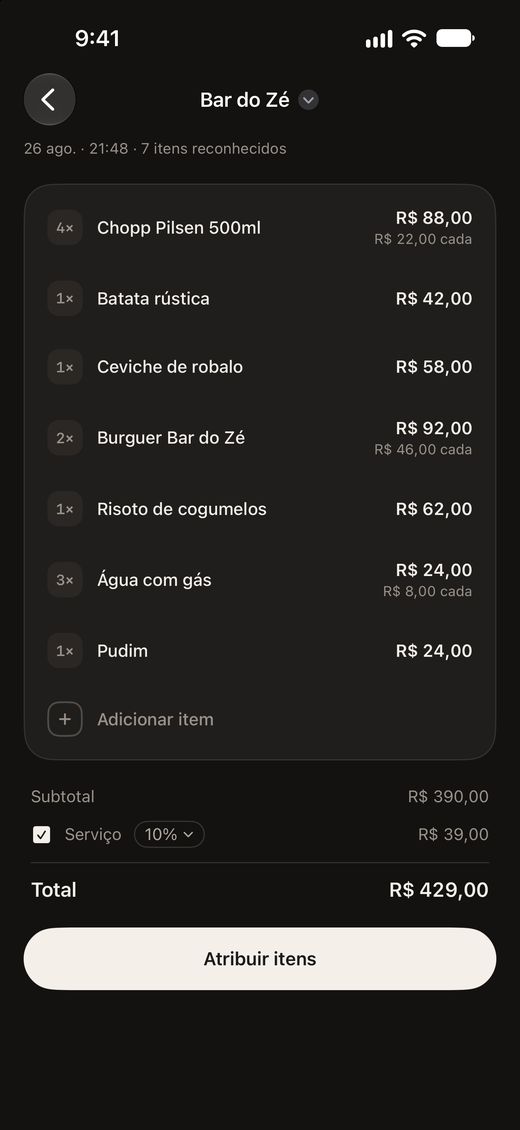 9:41
Bar do Zé
26 ago. · 21:48 · 7 itens reconhecidos
4× Chopp Pilsen 500ml R$ 88,00
R$ 22,00 cada
1× Batata rústica R$ 42,00
1× Ceviche de robalo R$ 58,00
2× Burguer Bar do Zé R$ 92,00
R$ 46,00 cada
1× Risoto de cogumelos R$ 62,00
3× Água com gás R$ 24,00
R$ 8,00 cada
1× Pudim R$ 24,00
+ Adicionar item
Subtotal R$ 390,00
Serviço 10% R$ 39,00
Total R$ 429,00
Atribuir itens